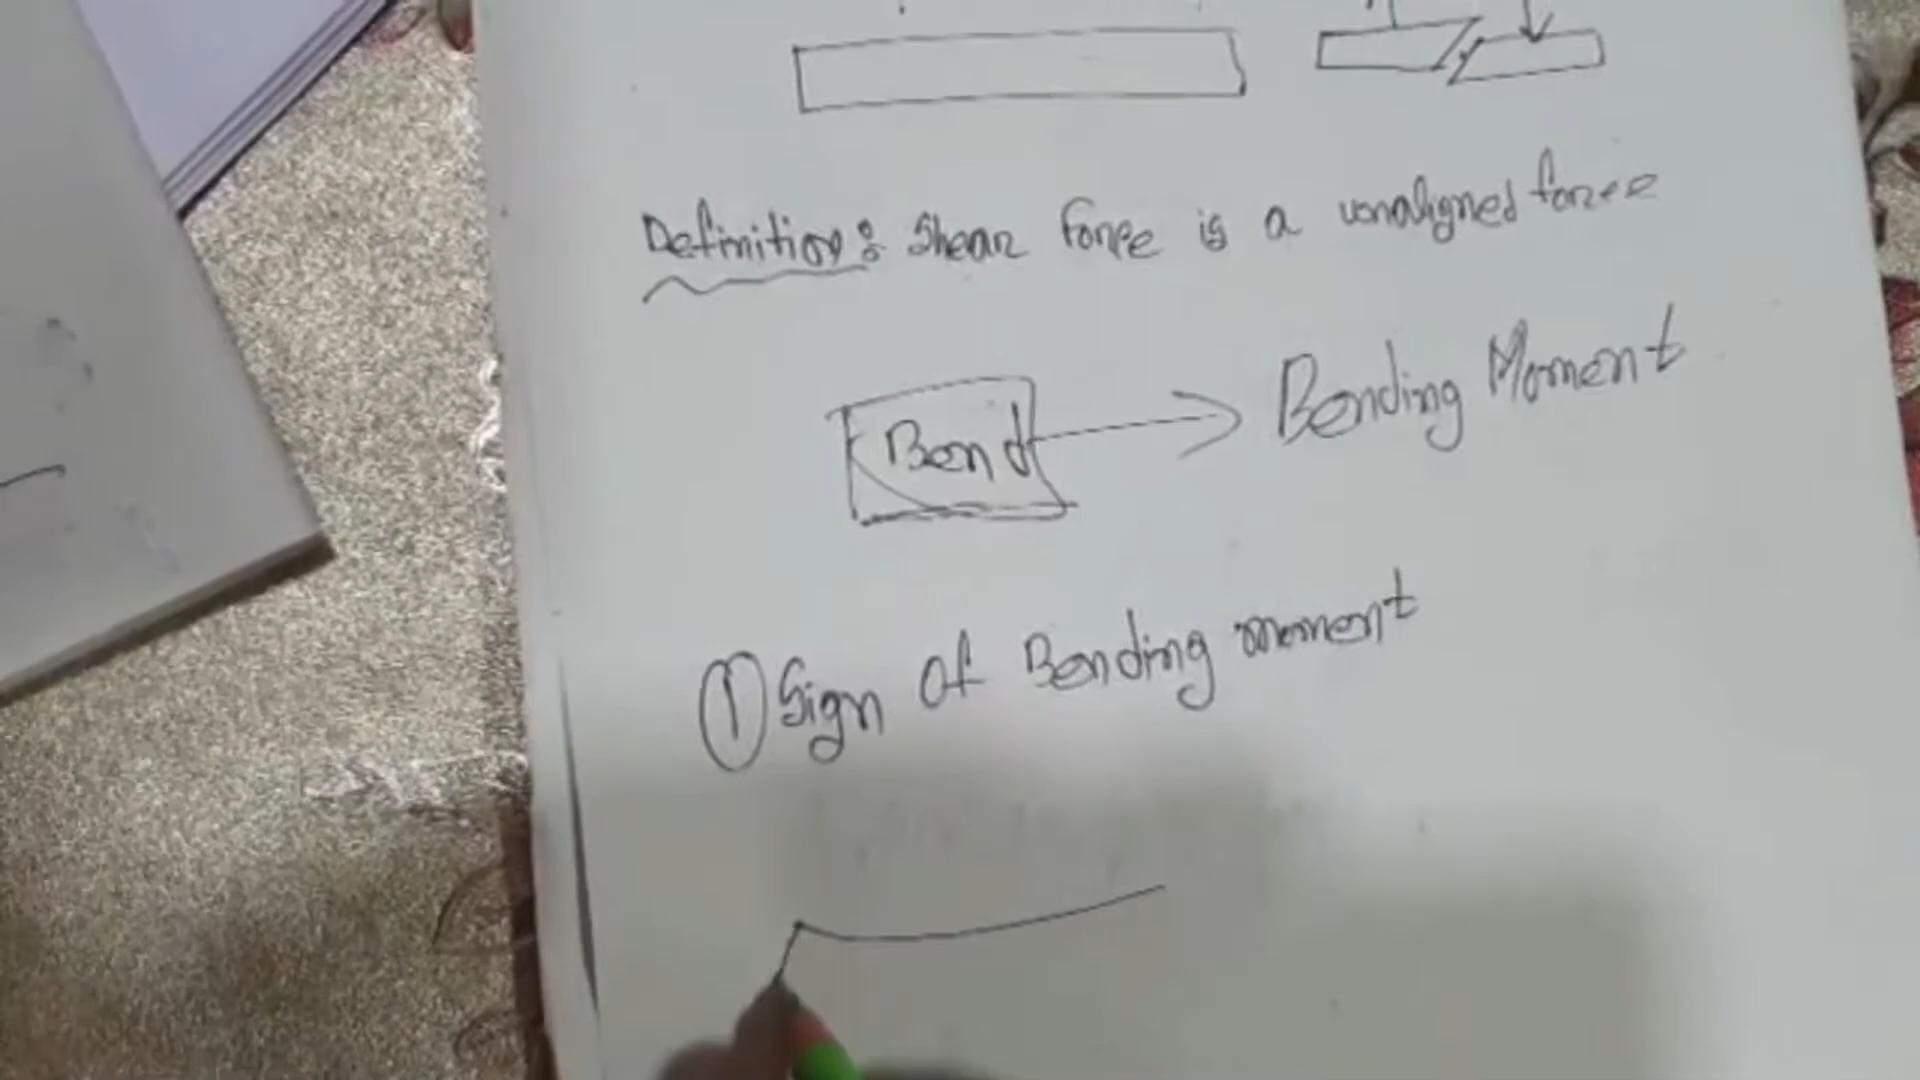 Definition: Shear Force is a unaligned force
Bend
Bending Moment
① Sign of Bending moment